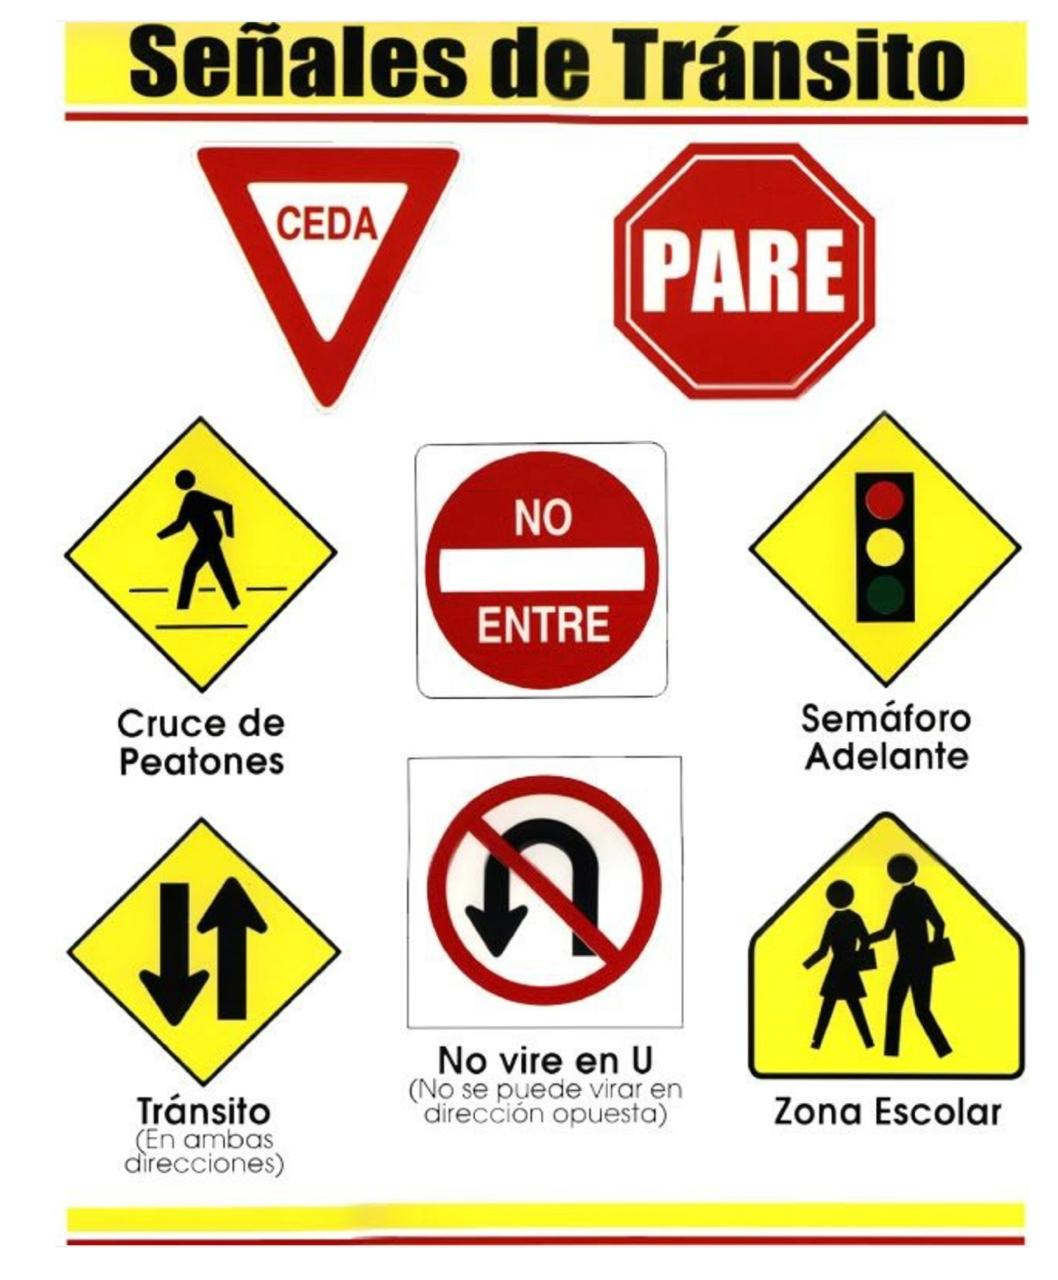 Señales de Tránsito
CEDA
PARE
NO
ENTRE
Cruce de
Peatones
Semáforo
Adelante
No vire en U
(No se puede virar en
dirección opuesta)
Tránsito
(En ambas
direcciones)
Zona Escolar